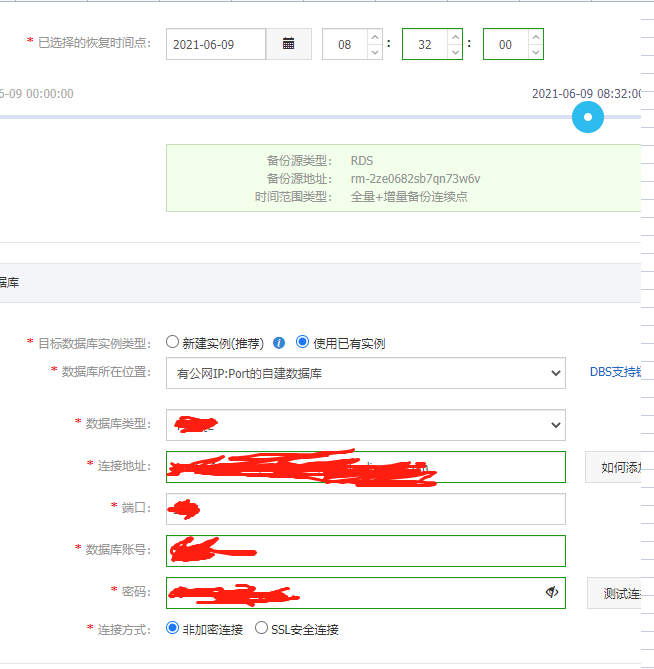 * 已选择的恢复时间点: 2021-06-09 08 : 32 : 00
6-09 00:00:00 2021-06-09 08:32:00
备份源类型: RDS
备份源地址: rm-2ze0682sb7qn73w6v
时间范围类型: 全量+增量备份连续点
据库
* 目标数据库实例类型: 新建实例(推荐) i 使用已有实例
* 数据库所在位置: 有公网IP:Port的自建数据库 DBS支持
* 数据库类型:
* 连接地址: 如何添加
* 端口:
* 数据库账号:
* 密码: 测试连
* 连接方式: 非加密连接 SSL安全连接